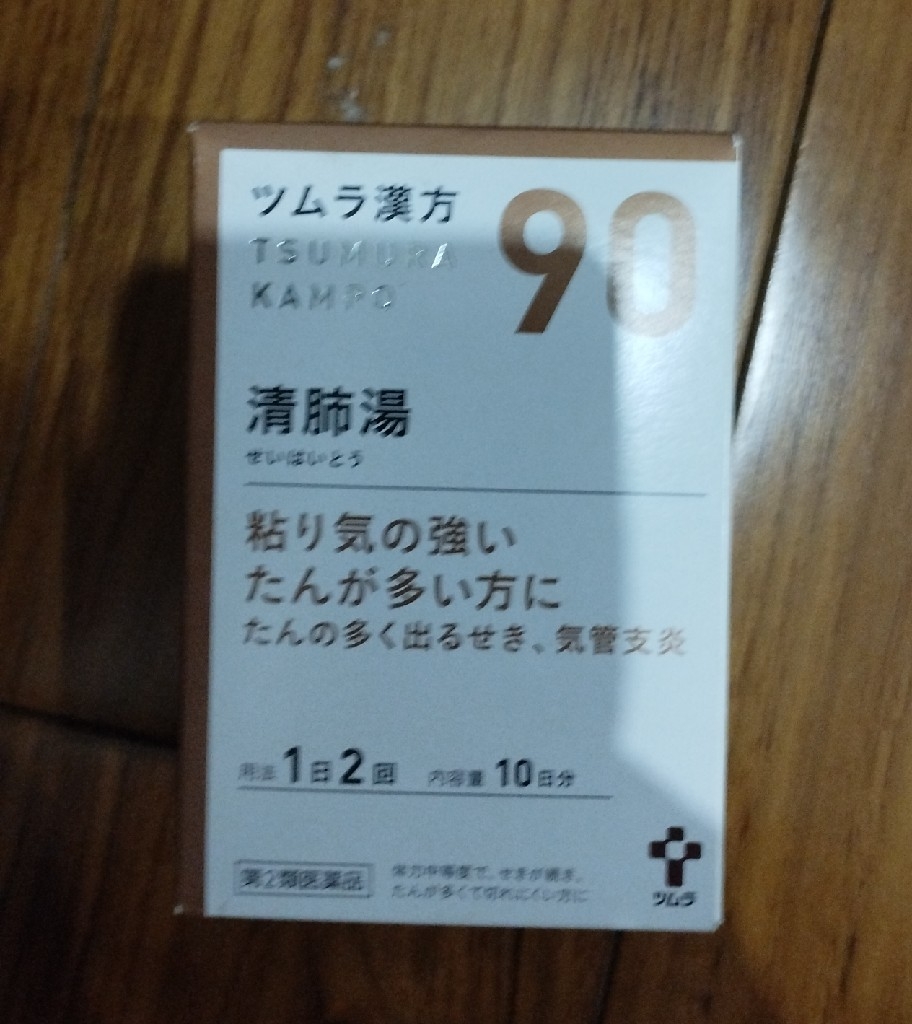 ツムラ漢方
TSUMURA
KAMPO
90
清肺湯
せいはいとう
粘り気の強い
たんが多い方に
たんの多く出るせき、気管支炎
用法 1日2回 内容量 10日分
第2類医薬品
体力中等度で、せきが続き、
たんが多くて切れにくい方に
ツムラ